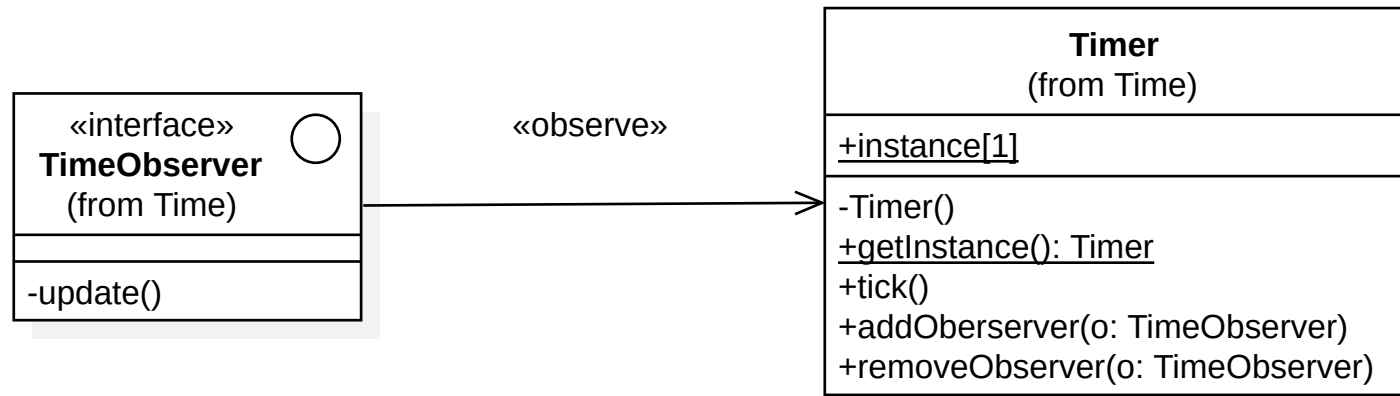 «interface»
TimeObserver
(from Time)
-update()
«observe»
Timer
(from Time)
+instance[1]
-Timer()
+getInstance(): Timer
+tick()
+addOberserver(o: TimeObserver)
+removeObserver(o: TimeObserver)